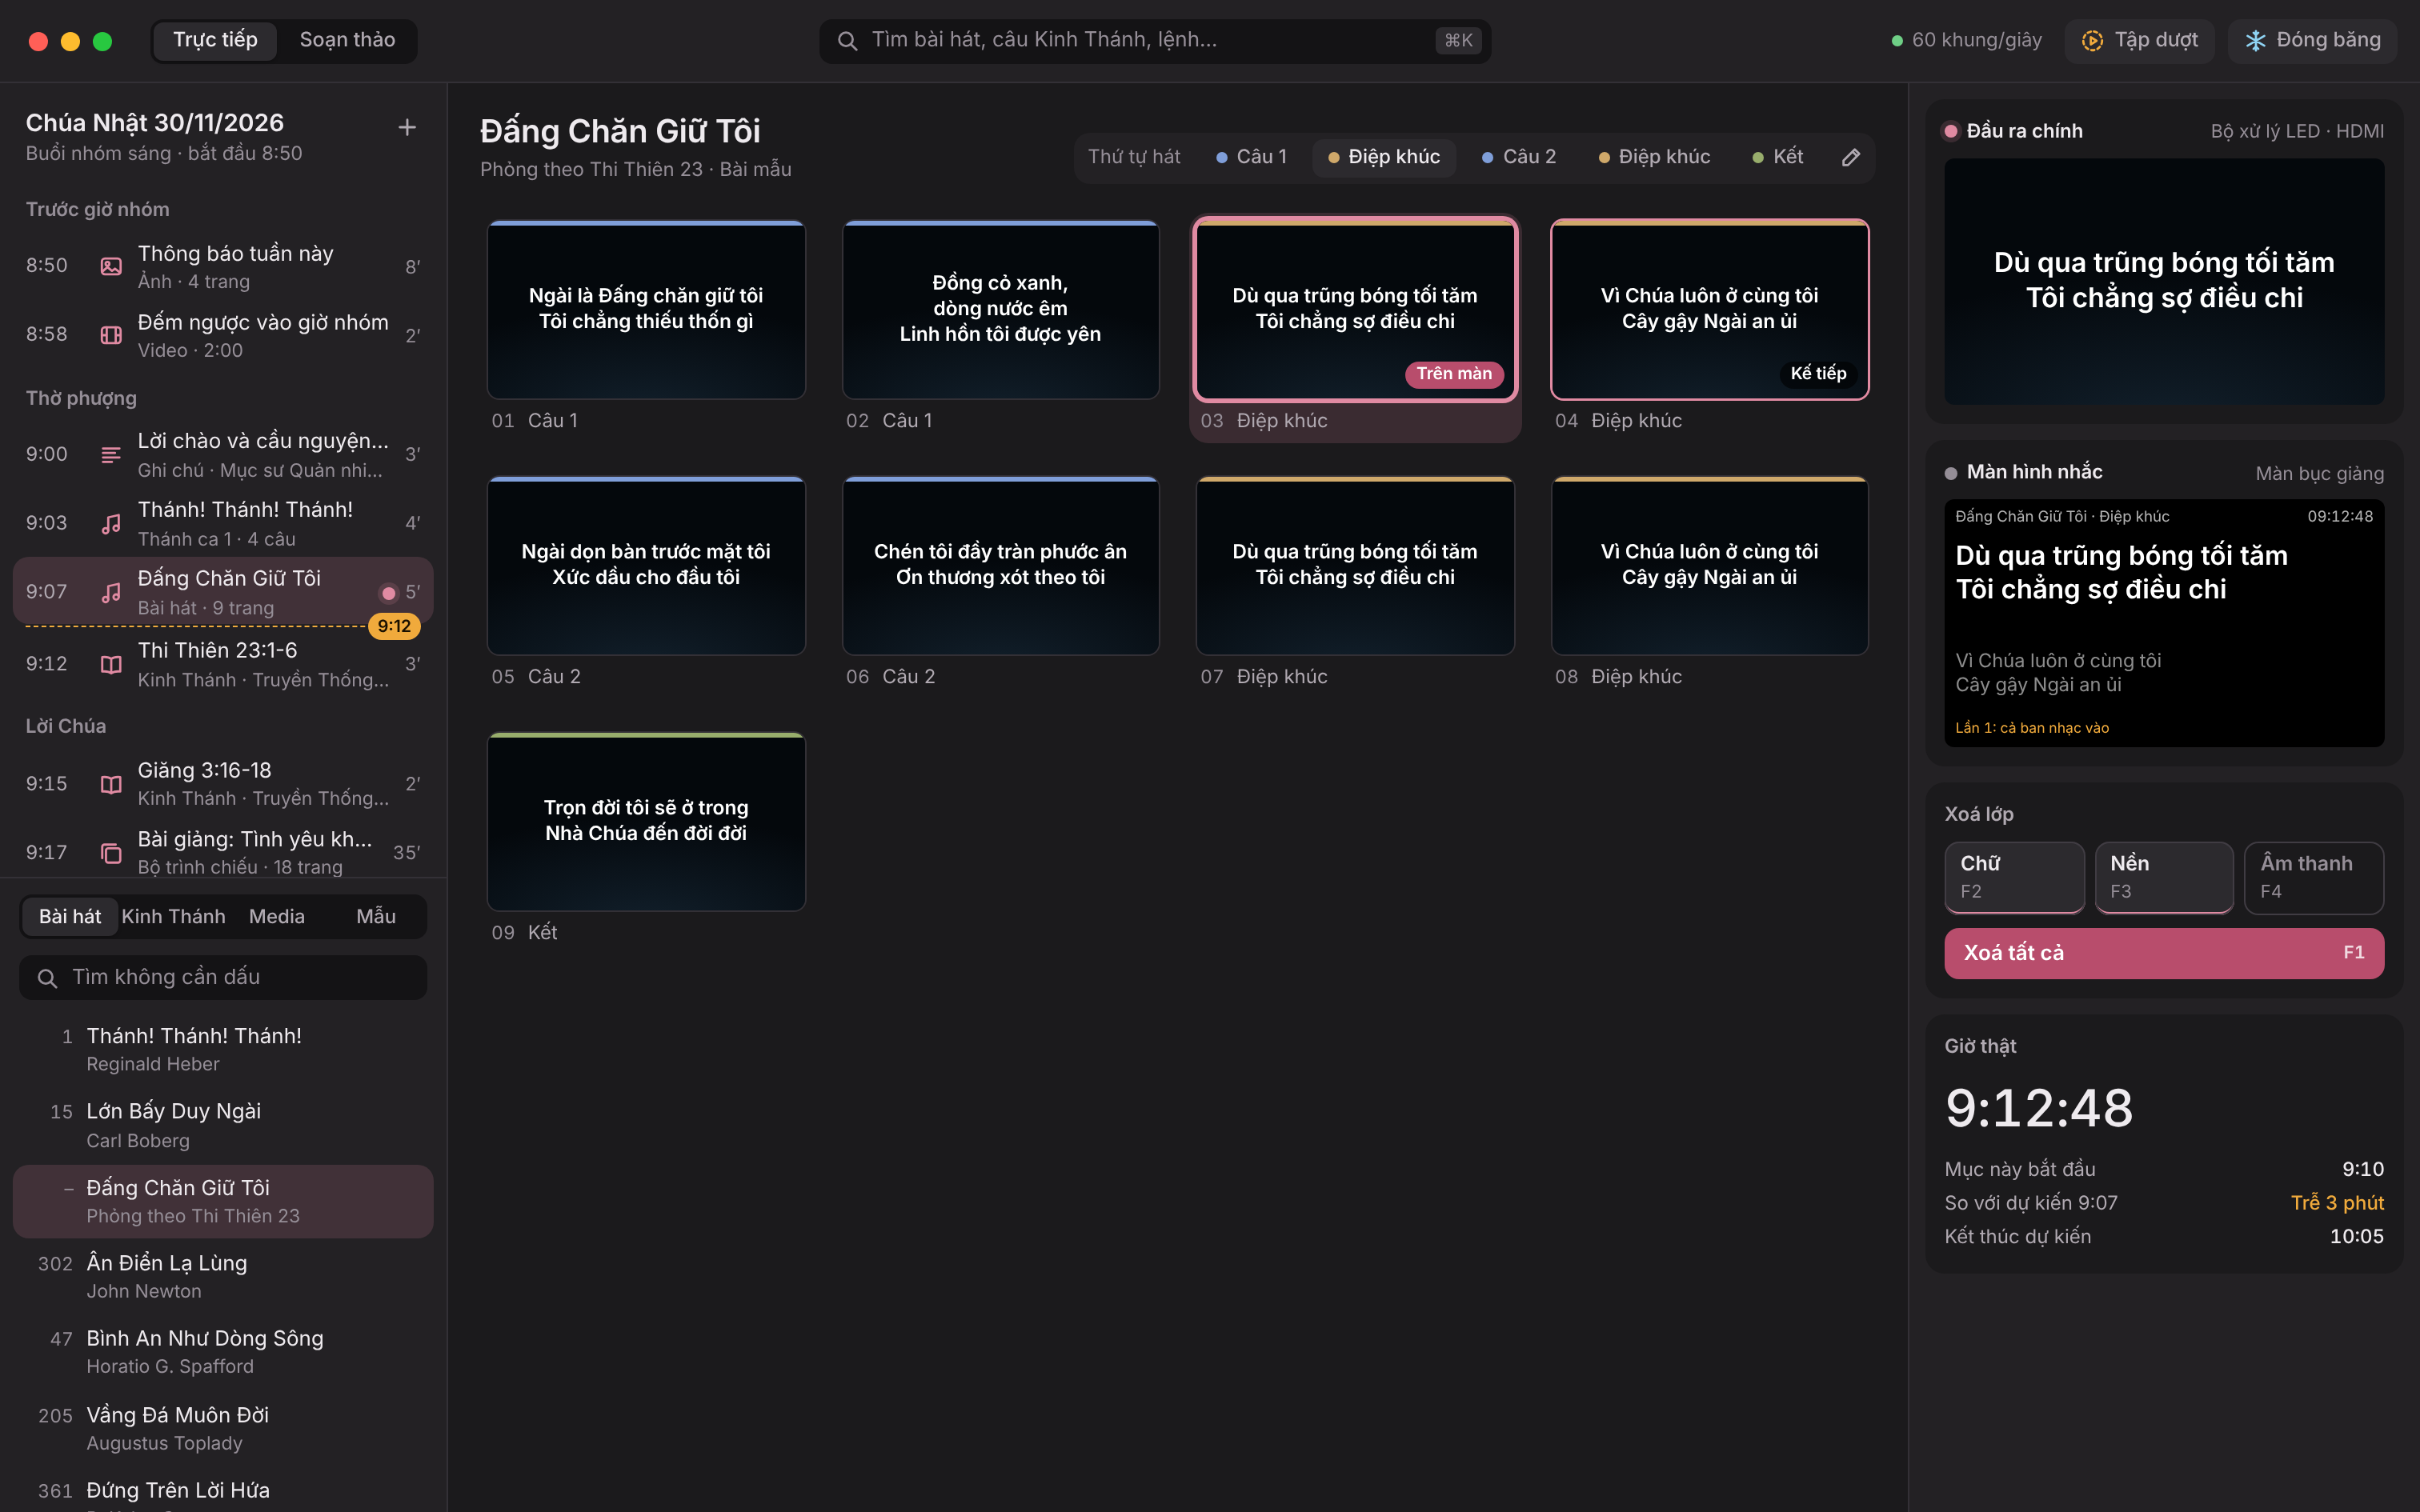 Trực tiếp
Soạn thảo
Tìm bài hát, câu Kinh Thánh, lệnh...
⌘K
60 khung/giây
Tập dượt
Đóng băng
Chúa Nhật 30/11/2026
Buổi nhóm sáng · bắt đầu 8:50
Trước giờ nhóm
8:50
Thông báo tuần này
Ảnh · 4 trang
8′
8:58
Đếm ngược vào giờ nhóm
Video · 2:00
2′
Thờ phượng
9:00
Lời chào và cầu nguyện...
Ghi chú · Mục sư Quản nhi...
3′
9:03
Thánh! Thánh! Thánh!
Thánh ca 1 · 4 câu
4′
9:07
Đấng Chăn Giữ Tôi
Bài hát · 9 trang
5′
9:12
9:12
Thi Thiên 23:1-6
Kinh Thánh · Truyền Thống...
3′
Lời Chúa
9:15
Giăng 3:16-18
Kinh Thánh · Truyền Thống...
2′
9:17
Bài giảng: Tình yêu kh...
Bộ trình chiếu · 18 trang
35′
Bài hát
Kinh Thánh
Media
Mẫu
Tìm không cần dấu
1
Thánh! Thánh! Thánh!
Reginald Heber
15
Lớn Bấy Duy Ngài
Carl Boberg
–
Đấng Chăn Giữ Tôi
Phỏng theo Thi Thiên 23
302
Ân Điển Lạ Lùng
John Newton
47
Bình An Như Dòng Sông
Horatio G. Spafford
205
Vầng Đá Muôn Đời
Augustus Toplady
361
Đứng Trên Lời Hứa
Đấng Chăn Giữ Tôi
Phỏng theo Thi Thiên 23 · Bài mẫu
Thứ tự hát
Câu 1
Điệp khúc
Câu 2
Điệp khúc
Kết
Ngài là Đấng chăn giữ tôi
Tôi chẳng thiếu thốn gì
01 Câu 1
Đồng cỏ xanh,
dòng nước êm
Linh hồn tôi được yên
02 Câu 1
Dù qua trũng bóng tối tăm
Tôi chẳng sợ điều chi
Trên màn
03 Điệp khúc
Vì Chúa luôn ở cùng tôi
Cây gậy Ngài an ủi
Kế tiếp
04 Điệp khúc
Ngài dọn bàn trước mặt tôi
Xức dầu cho đầu tôi
05 Câu 2
Chén tôi đầy tràn phước ân
Ơn thương xót theo tôi
06 Câu 2
Dù qua trũng bóng tối tăm
Tôi chẳng sợ điều chi
07 Điệp khúc
Vì Chúa luôn ở cùng tôi
Cây gậy Ngài an ủi
08 Điệp khúc
Trọn đời tôi sẽ ở trong
Nhà Chúa đến đời đời
09 Kết
Đầu ra chính
Bộ xử lý LED · HDMI
Dù qua trũng bóng tối tăm
Tôi chẳng sợ điều chi
Màn hình nhắc
Màn bục giảng
Đấng Chăn Giữ Tôi · Điệp khúc
09:12:48
Dù qua trũng bóng tối tăm
Tôi chẳng sợ điều chi
Vì Chúa luôn ở cùng tôi
Cây gậy Ngài an ủi
Lần 1: cả ban nhạc vào
Xoá lớp
Chữ
F2
Nền
F3
Âm thanh
F4
Xoá tất cả
F1
Giờ thật
9:12:48
Mục này bắt đầu
9:10
So với dự kiến 9:07
Trễ 3 phút
Kết thúc dự kiến
10:05